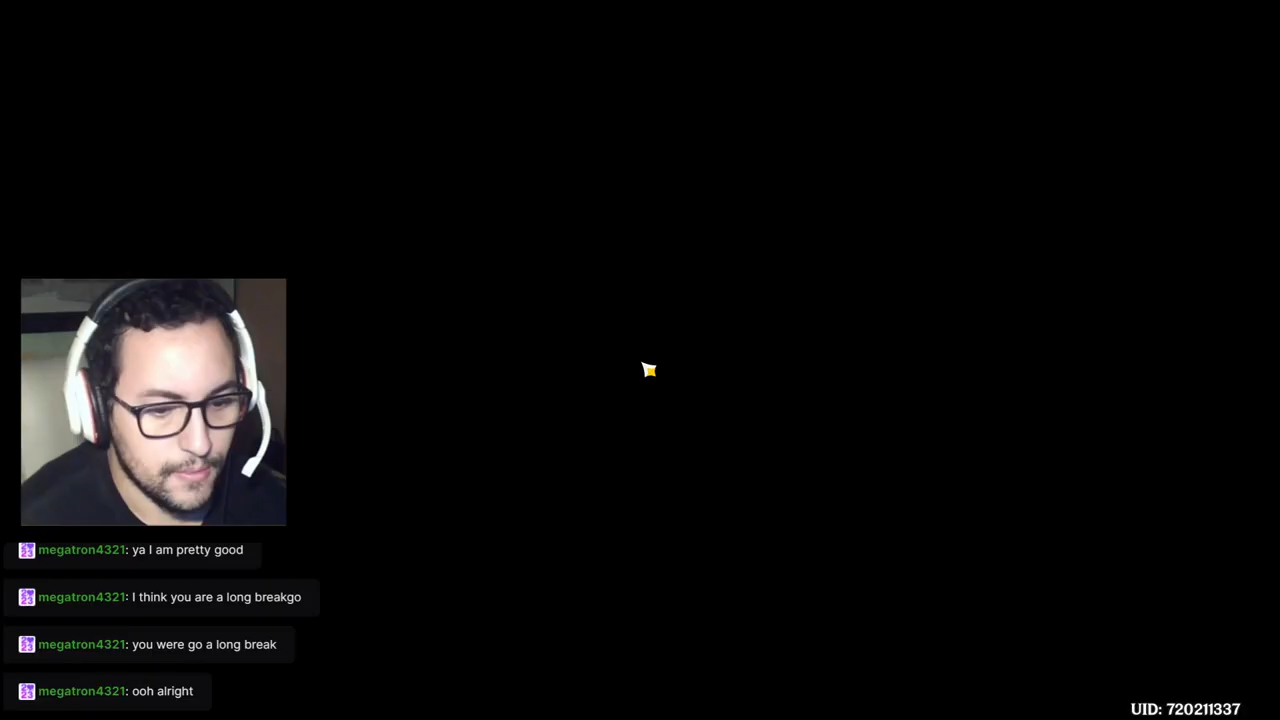 megatron4321: ya I am pretty good
megatron4321: I think you are a long breakgo
megatron4321: you were go a long break
megatron4321: ooh alright
UID: 720211337